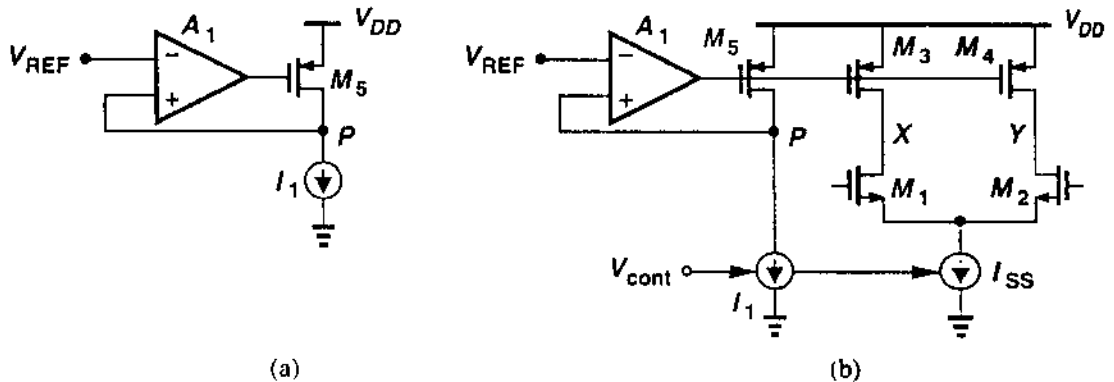 A1
VDD
VREF
−
M5
+
P
I1
(a)
A1
M5
M3
M4
VDD
VREF
−
+
P
X
Y
M1
M2
Vcont
I1
ISS
(b)